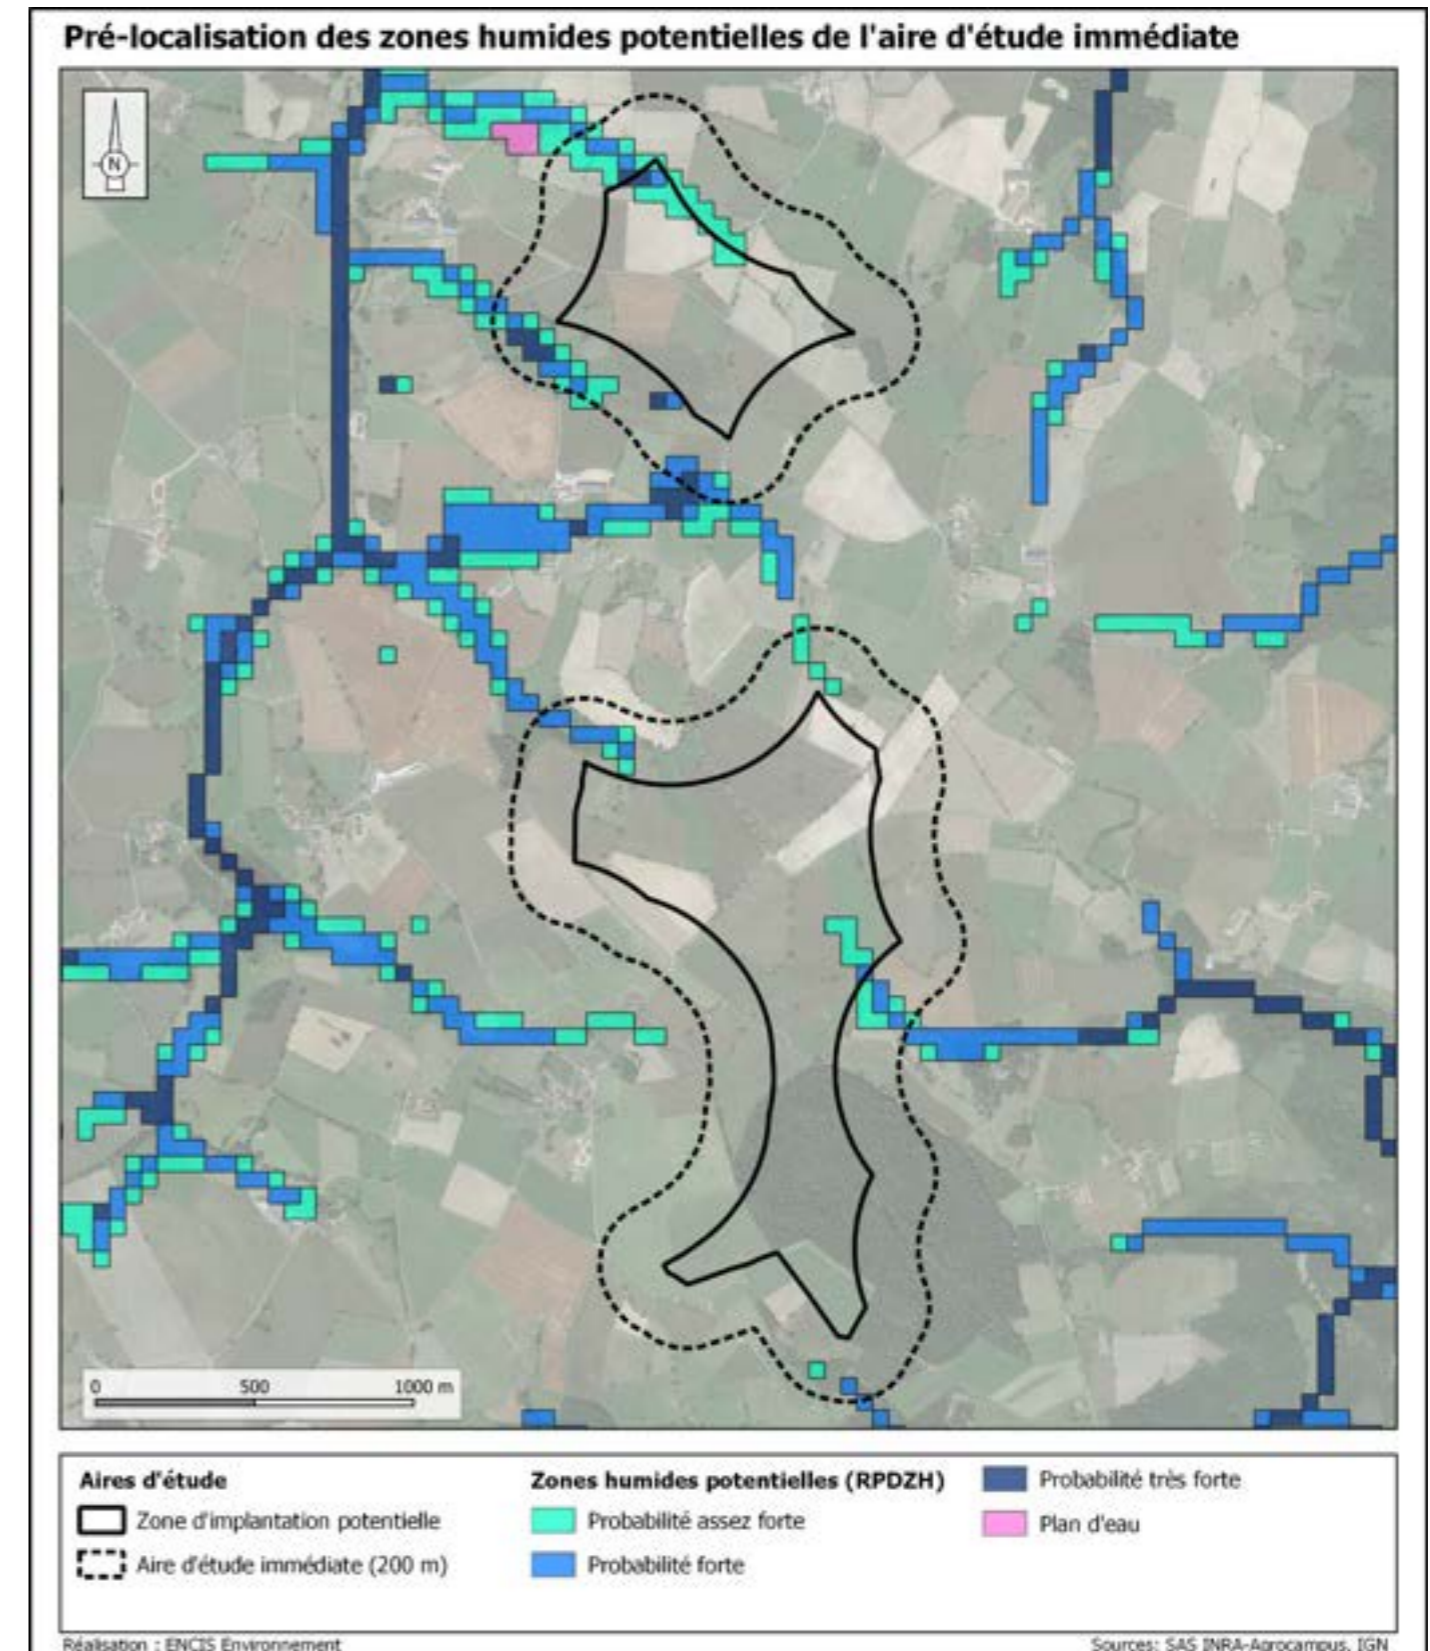 Pré-localisation des zones humides potentielles de l'aire d'étude immédiate
N
0 500 1000 m
Aires d'étude
Zone d'implantation potentielle
Aire d'étude immédiate (200 m)
Zones humides potentielles (RPDZH)
Probabilité assez forte
Probabilité forte
Probabilité très forte
Plan d'eau
Réalisation : ENCIS Environnement
Sources: SAS INRA-Agrocampus, IGN